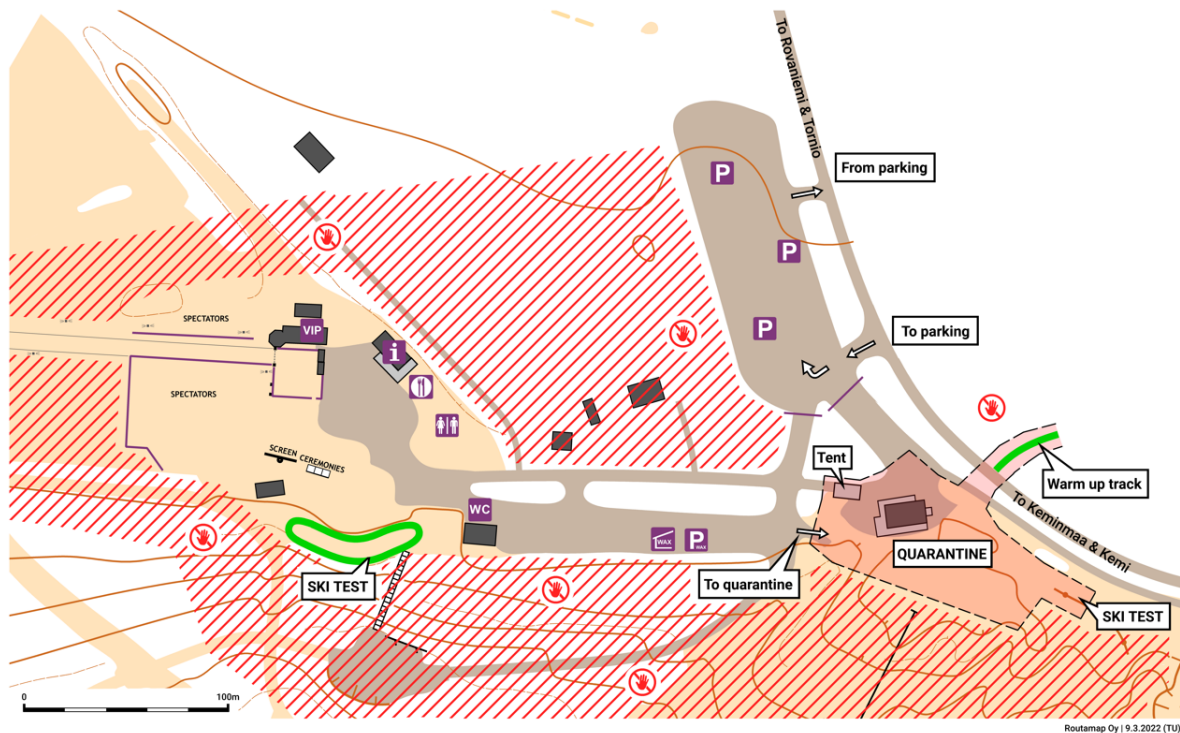 To Rovaniemi & Tornio
From parking
P
P
P
To parking
SPECTATORS
VIP
i
SPECTATORS
SCREEN CEREMONIES
Tent
Warm up track
To Keminmaa & Kemi
WC
WAX
P
WAX
QUARANTINE
To quarantine
SKI TEST
SKI TEST
0 100m
Routamap Oy | 9.3.2022 (TU)